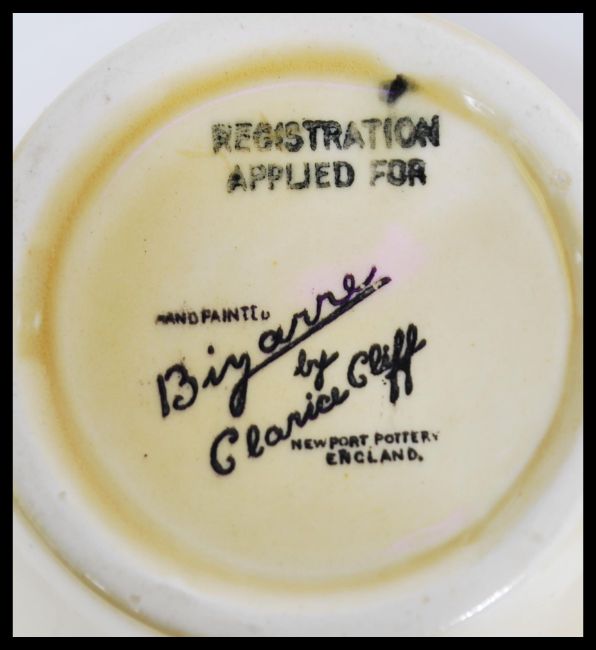 REGISTRATION
APPLIED FOR
HAND PAINTED
Bizarre
by
Clarice Cliff
NEWPORT POTTERY
ENGLAND.